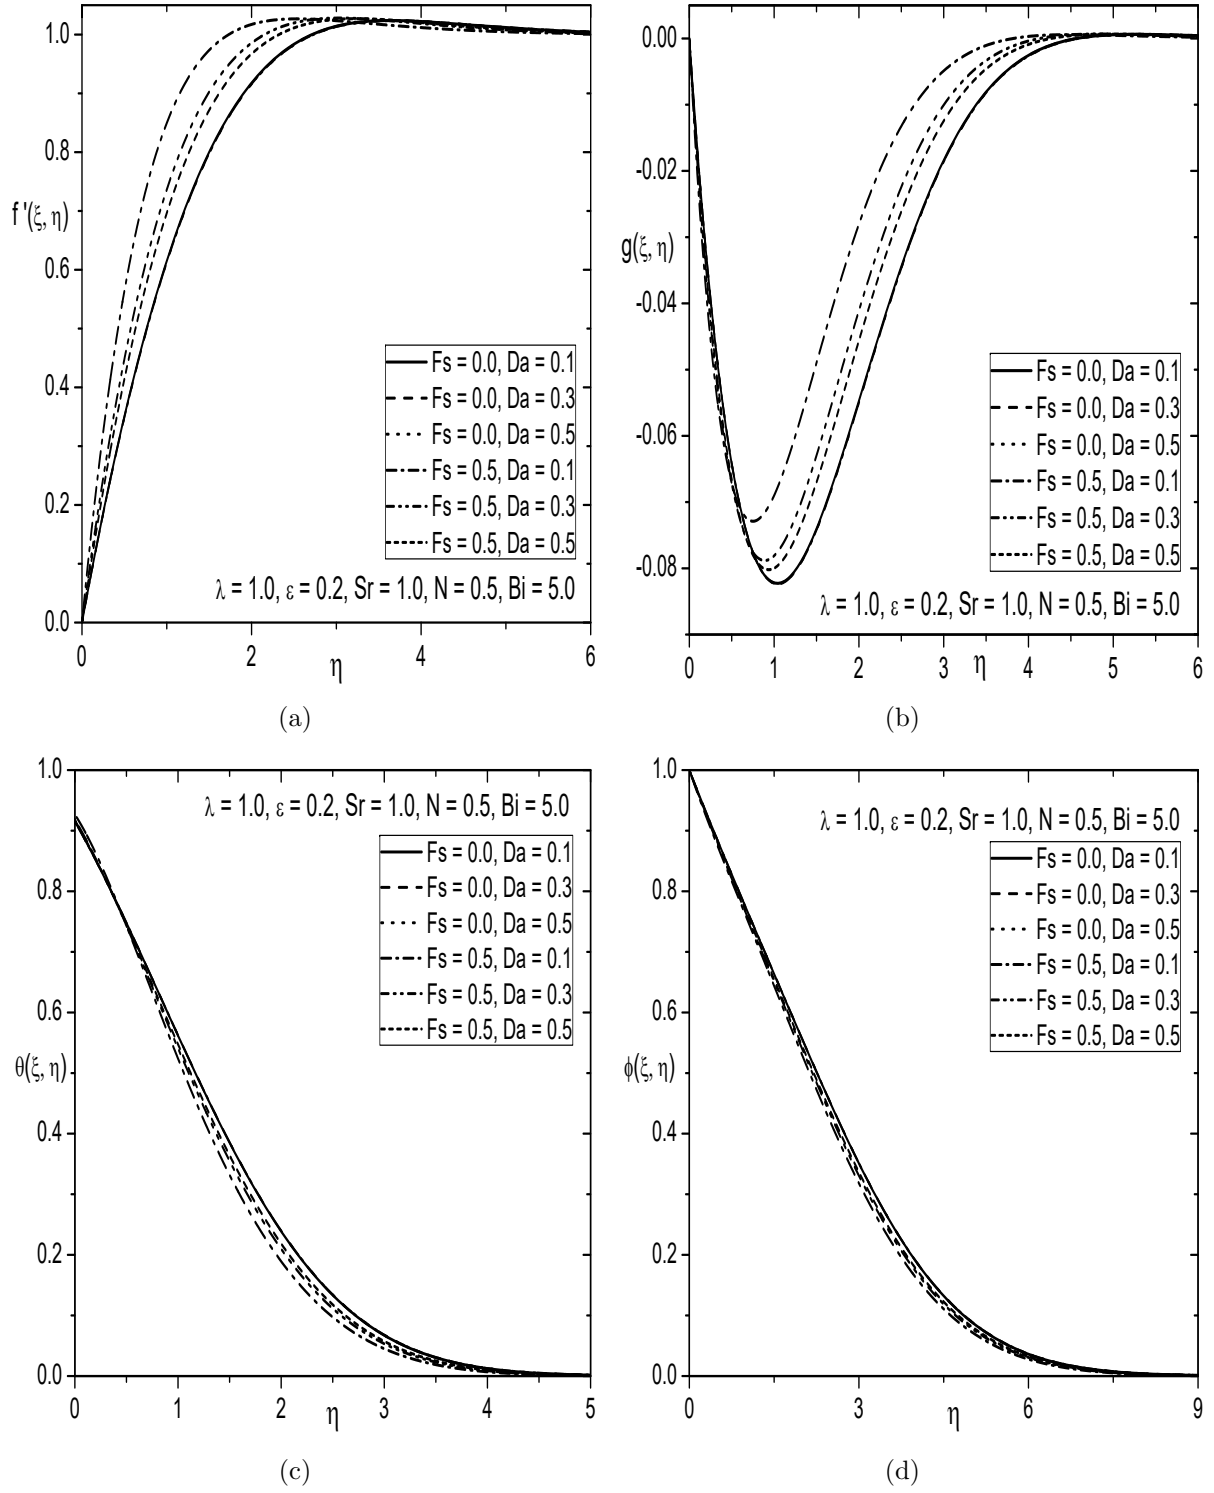 1.0
0.8
f '(ξ, η)
0.6
0.4
0.2
0.0
Fs = 0.0, Da = 0.1
Fs = 0.0, Da = 0.3
Fs = 0.0, Da = 0.5
Fs = 0.5, Da = 0.1
Fs = 0.5, Da = 0.3
Fs = 0.5, Da = 0.5
λ = 1.0, ε = 0.2, Sr = 1.0, N = 0.5, Bi = 5.0
0 2 4 6
η
(a)
0.00
-0.02
g(ξ, η)
-0.04
-0.06
-0.08
Fs = 0.0, Da = 0.1
Fs = 0.0, Da = 0.3
Fs = 0.0, Da = 0.5
Fs = 0.5, Da = 0.1
Fs = 0.5, Da = 0.3
Fs = 0.5, Da = 0.5
λ = 1.0, ε = 0.2, Sr = 1.0, N = 0.5, Bi = 5.0
0 1 2 3 4 5 6
η
(b)
1.0
0.8
0.6
θ(ξ, η)
0.4
0.2
0.0
λ = 1.0, ε = 0.2, Sr = 1.0, N = 0.5, Bi = 5.0
Fs = 0.0, Da = 0.1
Fs = 0.0, Da = 0.3
Fs = 0.0, Da = 0.5
Fs = 0.5, Da = 0.1
Fs = 0.5, Da = 0.3
Fs = 0.5, Da = 0.5
0 1 2 3 4 5
η
(c)
1.0
0.8
0.6
ϕ(ξ, η)
0.4
0.2
0.0
λ = 1.0, ε = 0.2, Sr = 1.0, N = 0.5, Bi = 5.0
Fs = 0.0, Da = 0.1
Fs = 0.0, Da = 0.3
Fs = 0.0, Da = 0.5
Fs = 0.5, Da = 0.1
Fs = 0.5, Da = 0.3
Fs = 0.5, Da = 0.5
0 3 6 9
η
(d)